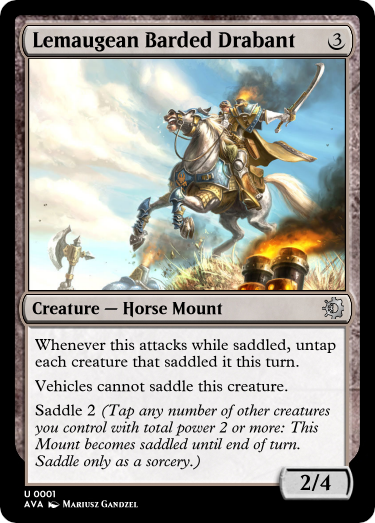 Lemaugean Barded Drabant 3
Creature — Horse Mount
Whenever this attacks while saddled, untap
each creature that saddled it this turn.
Vehicles cannot saddle this creature.
Saddle 2 (Tap any number of other creatures
you control with total power 2 or more: This
Mount becomes saddled until end of turn.
Saddle only as a sorcery.)
2/4
U 0001
AVA Mariusz Gandzel